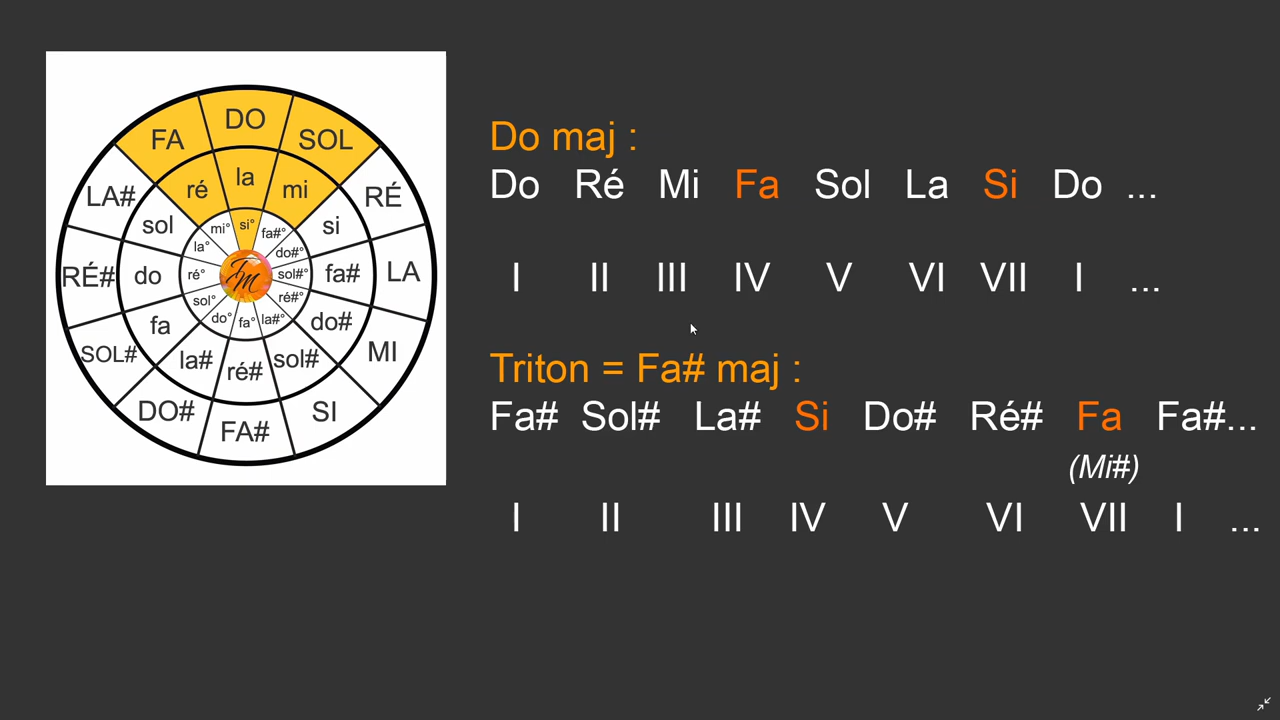 DO
FA
SOL
LA#
RÉ
RÉ#
LA
SOL#
MI
DO#
SI
FA#
la
ré
mi
sol
si
do
fa#
fa
do#
la#
sol#
ré#
si°
mi°
fa#°
la°
do#°
ré°
sol#°
sol°
ré#°
do°
la#°
fa°
JM
Do maj :
Do Ré Mi Fa Sol La Si Do ...
I II III IV V VI VII I ...
Triton = Fa# maj :
Fa# Sol# La# Si Do# Ré# Fa Fa#...
(Mi#)
I II III IV V VI VII I ...